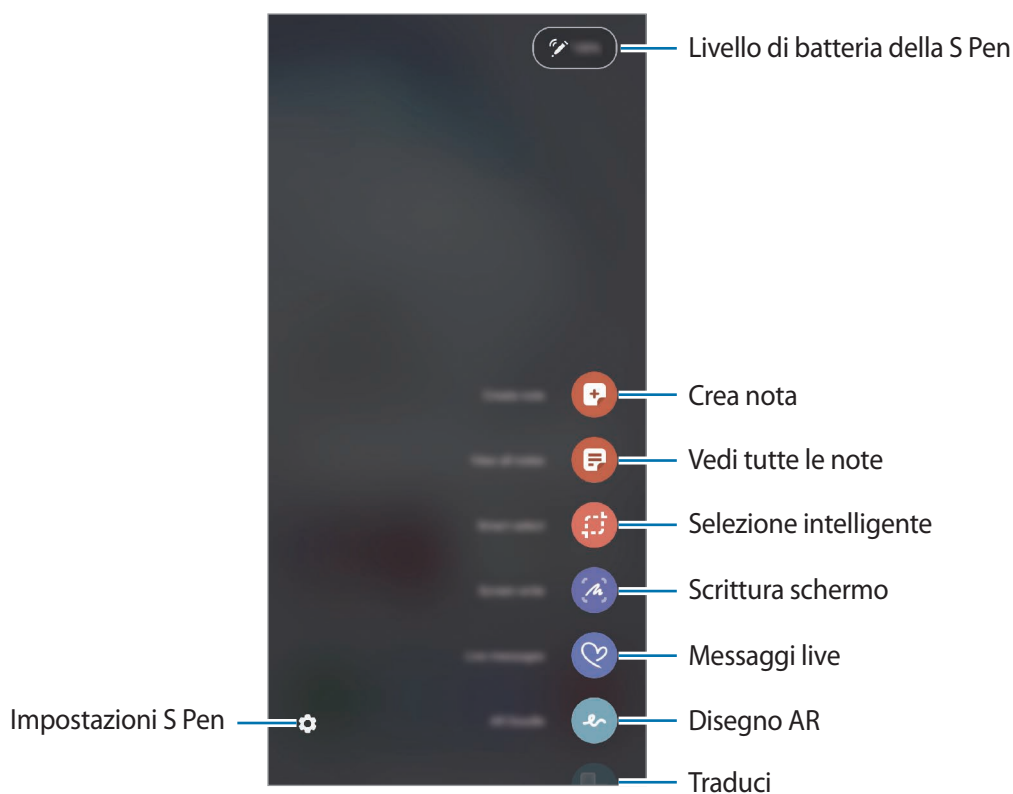 Livello di batteria della S Pen
Crea nota
Vedi tutte le note
Selezione intelligente
Scrittura schermo
Messaggi live
Impostazioni S Pen
Disegno AR
Traduci